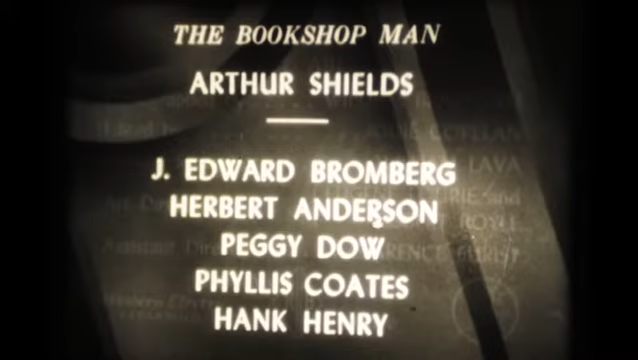 THE BOOKSHOP MAN
ARTHUR SHIELDS
J. EDWARD BROMBERG
HERBERT ANDERSON
PEGGY DOW
PHYLLIS COATES
HANK HENRY